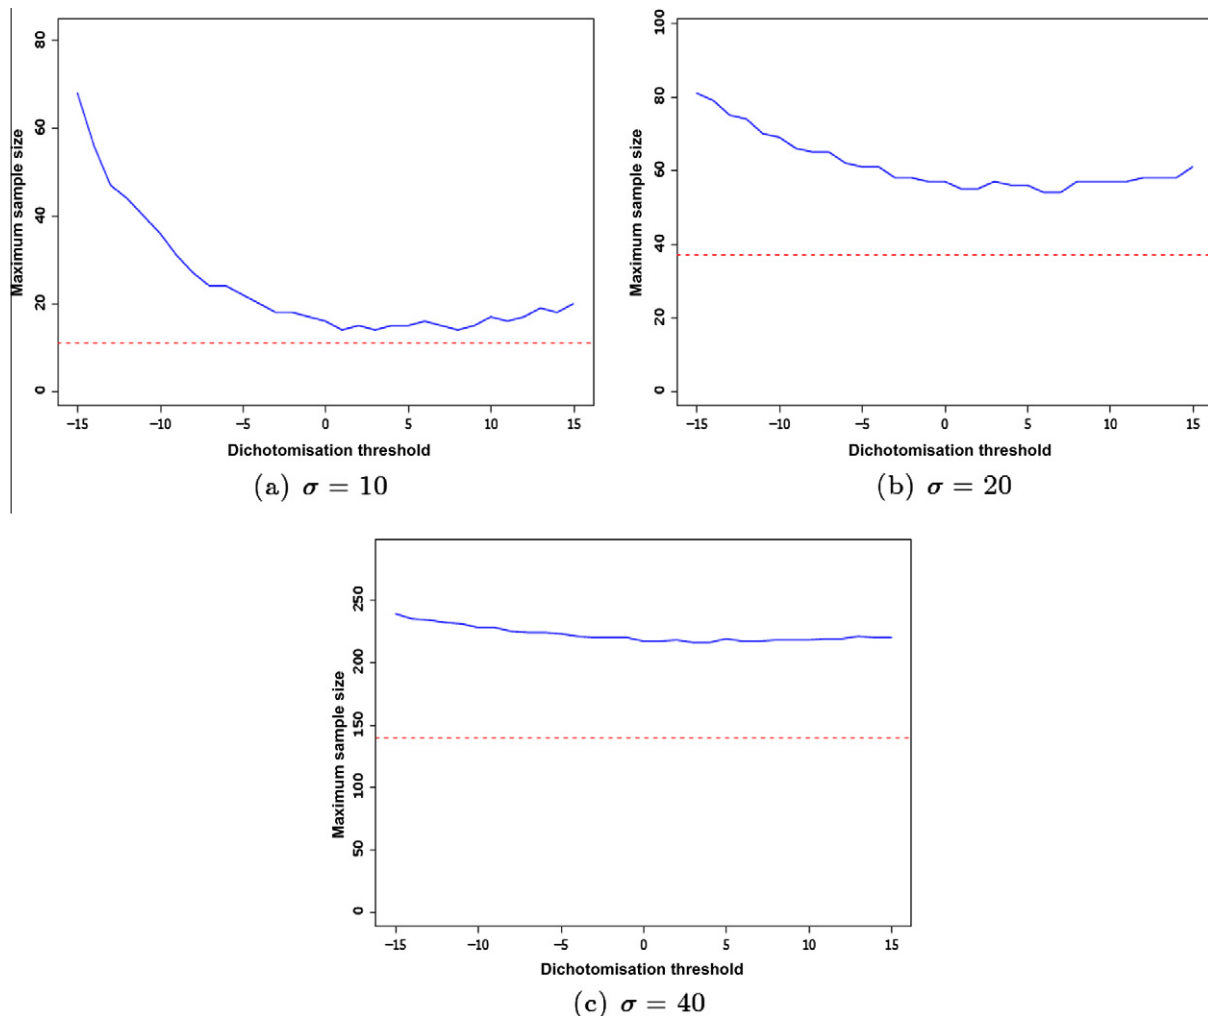 Maximum sample size
80
60
40
20
0
−15 −10 −5 0 5 10 15
Dichotomisation threshold
(a) σ = 10
Maximum sample size
100
80
60
40
20
0
−15 −10 −5 0 5 10 15
Dichotomisation threshold
(b) σ = 20
Maximum sample size
250
200
150
100
50
0
−15 −10 −5 0 5 10 15
Dichotomisation threshold
(c) σ = 40